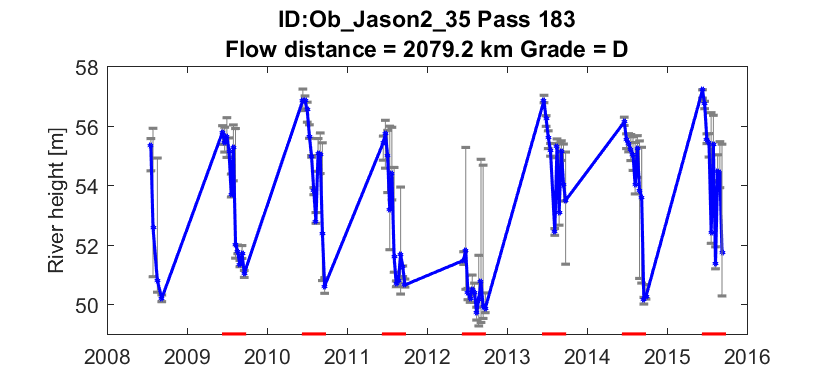 ID:Ob_Jason2_35 Pass 183
Flow distance = 2079.2 km Grade = D
River height [m]
58
56
54
52
50
2008 2009 2010 2011 2012 2013 2014 2015 2016